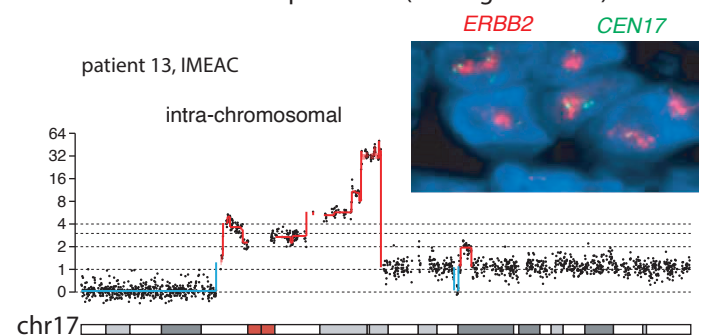 ERBB2 CEN17
patient 13, IMEAC
intra-chromosomal
64
32
16
8
4
2
1
0
chr17